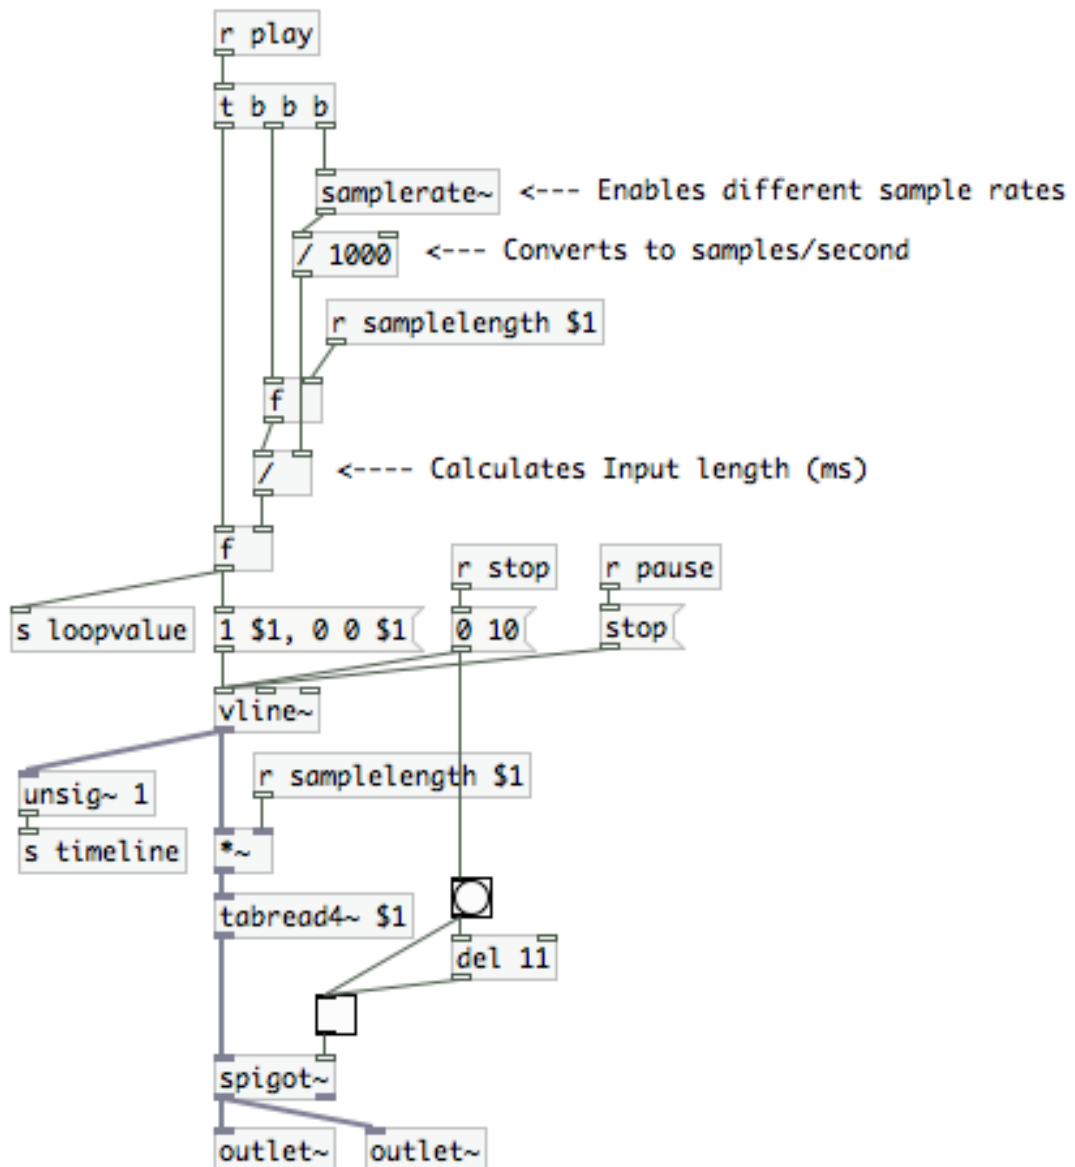 r play
t b b b
samplerate~ <--- Enables different sample rates
/ 1000 <--- Converts to samples/second
r samplelength $1
f
/ <---- Calculates Input length (ms)
f
r stop r pause
s loopvalue 1 $1, 0 0 $1 0 10 stop
vline~
r samplelength $1
unsig~ 1
s timeline *~
tabread4~ $1
del 11
spigot~
outlet~ outlet~